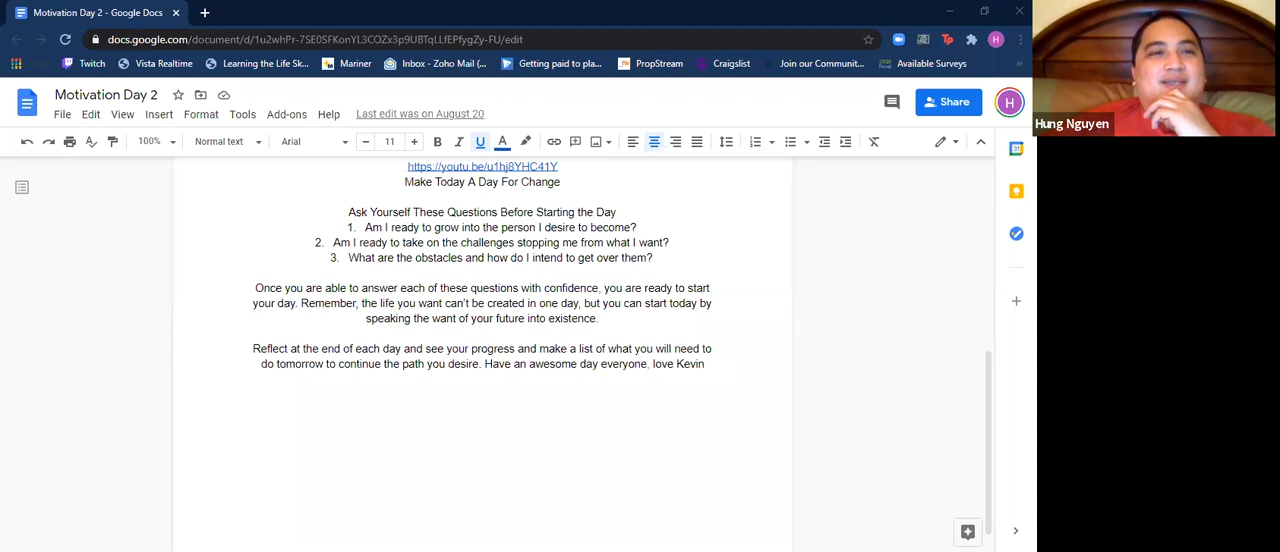 Motivation Day 2 - Google Docs
docs.google.com/document/d/1u2whPr-7SE0SFKonYL3COZx3p9UBTqLLfEPfygZy-FU/edit
Twitch
Vista Realtime
Learning the Life Sk...
Mariner
Inbox - Zoho Mail (...
Getting paid to pla...
PropStream
Craigslist
Join our Communit...
Available Surveys
Motivation Day 2
File Edit View Insert Format Tools Add-ons Help Last edit was on August 20
Share
H
100% Normal text Arial 11
https://youtu.be/u1hj8YHC41Y
Make Today A Day For Change
Ask Yourself These Questions Before Starting the Day
1. Am I ready to grow into the person I desire to become?
2. Am I ready to take on the challenges stopping me from what I want?
3. What are the obstacles and how do I intend to get over them?
Once you are able to answer each of these questions with confidence, you are ready to start
your day. Remember, the life you want can't be created in one day, but you can start today by
speaking the want of your future into existence.
Reflect at the end of each day and see your progress and make a list of what you will need to
do tomorrow to continue the path you desire. Have an awesome day everyone, love Kevin
Hung Nguyen